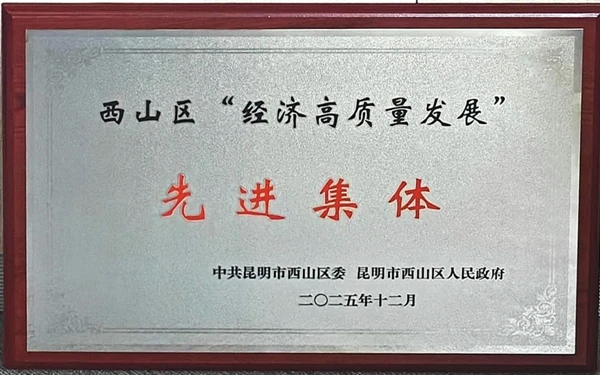 西山区“经济高质量发展”
先进集体
中共昆明市西山区委 昆明市西山区人民政府
二〇二五年十二月